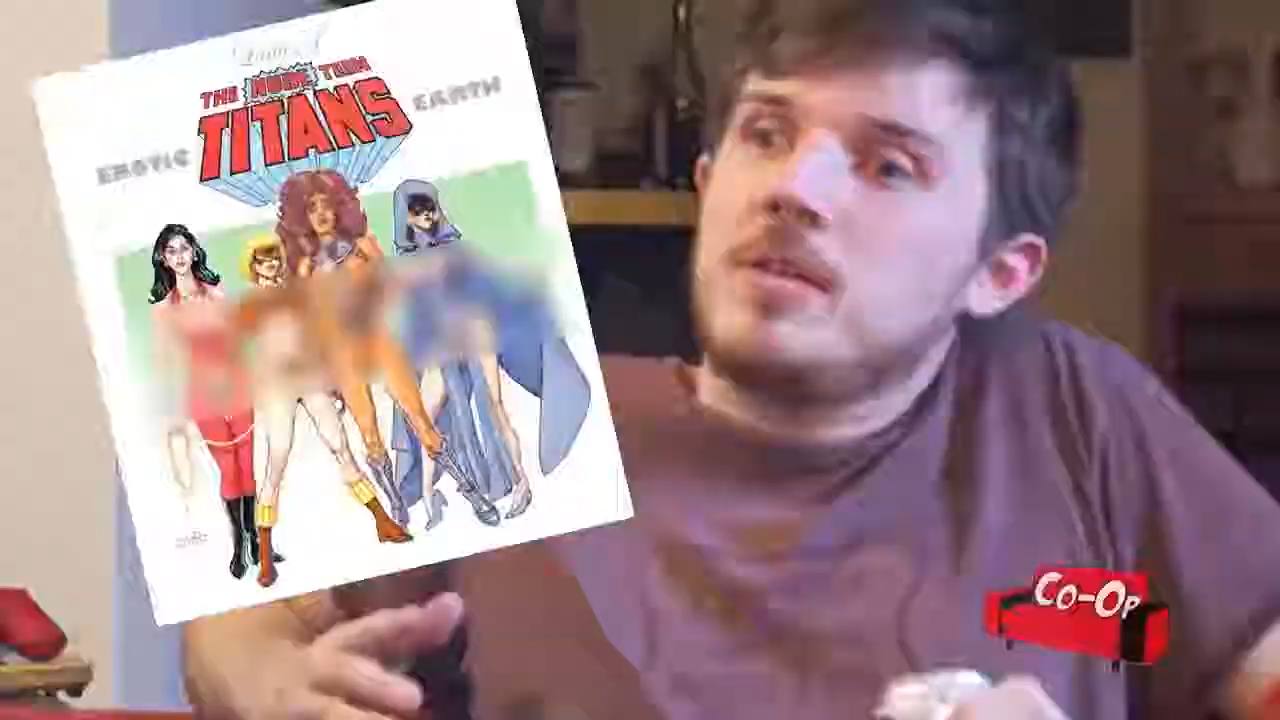 THE NEW TEEN
TITANS
EROTIC
EARTH
Co-Op